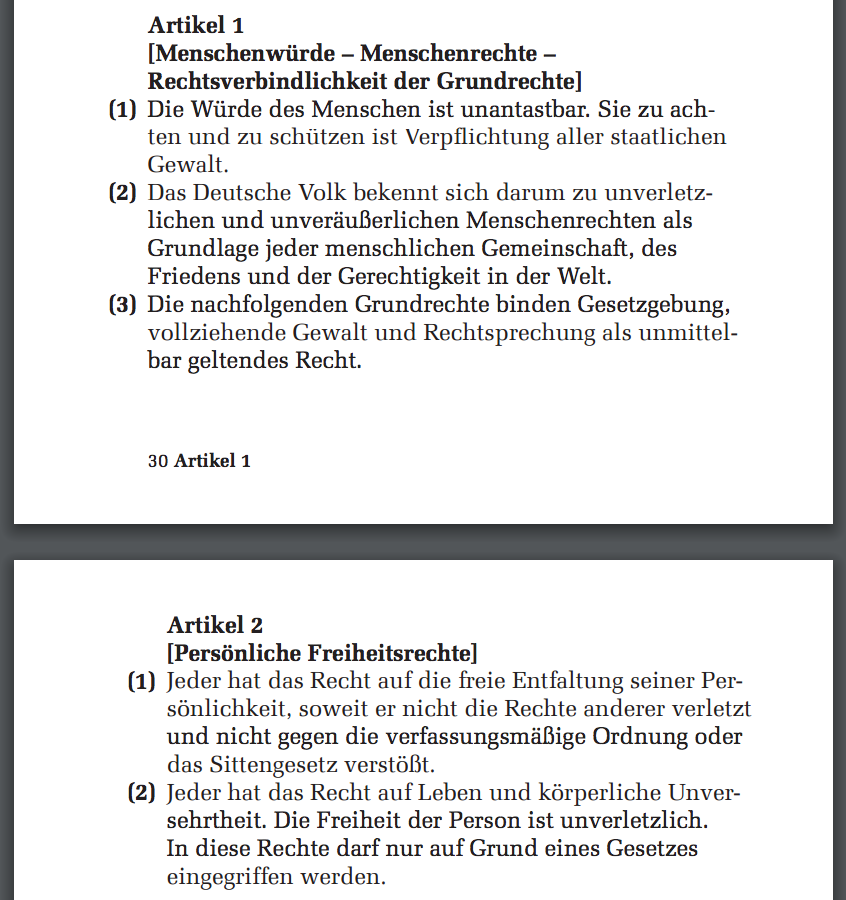 Artikel 1
[Menschenwürde – Menschenrechte –
Rechtsverbindlichkeit der Grundrechte]
(1) Die Würde des Menschen ist unantastbar. Sie zu ach-
ten und zu schützen ist Verpflichtung aller staatlichen
Gewalt.
(2) Das Deutsche Volk bekennt sich darum zu unverletz-
lichen und unveräußerlichen Menschenrechten als
Grundlage jeder menschlichen Gemeinschaft, des
Friedens und der Gerechtigkeit in der Welt.
(3) Die nachfolgenden Grundrechte binden Gesetzgebung,
vollziehende Gewalt und Rechtsprechung als unmittel-
bar geltendes Recht.
30 Artikel 1
Artikel 2
[Persönliche Freiheitsrechte]
(1) Jeder hat das Recht auf die freie Entfaltung seiner Per-
sönlichkeit, soweit er nicht die Rechte anderer verletzt
und nicht gegen die verfassungsmäßige Ordnung oder
das Sittengesetz verstößt.
(2) Jeder hat das Recht auf Leben und körperliche Unver-
sehrtheit. Die Freiheit der Person ist unverletzlich.
In diese Rechte darf nur auf Grund eines Gesetzes
eingegriffen werden.